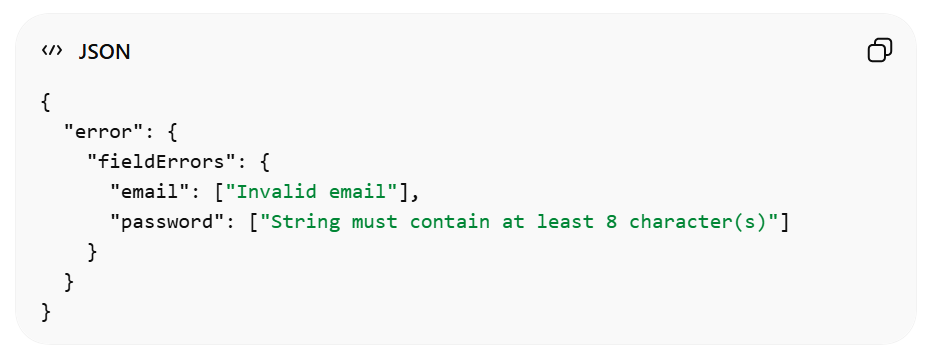 </> JSON
{
  "error": {
    "fieldErrors": {
      "email": ["Invalid email"],
      "password": ["String must contain at least 8 character(s)"]
    }
  }
}